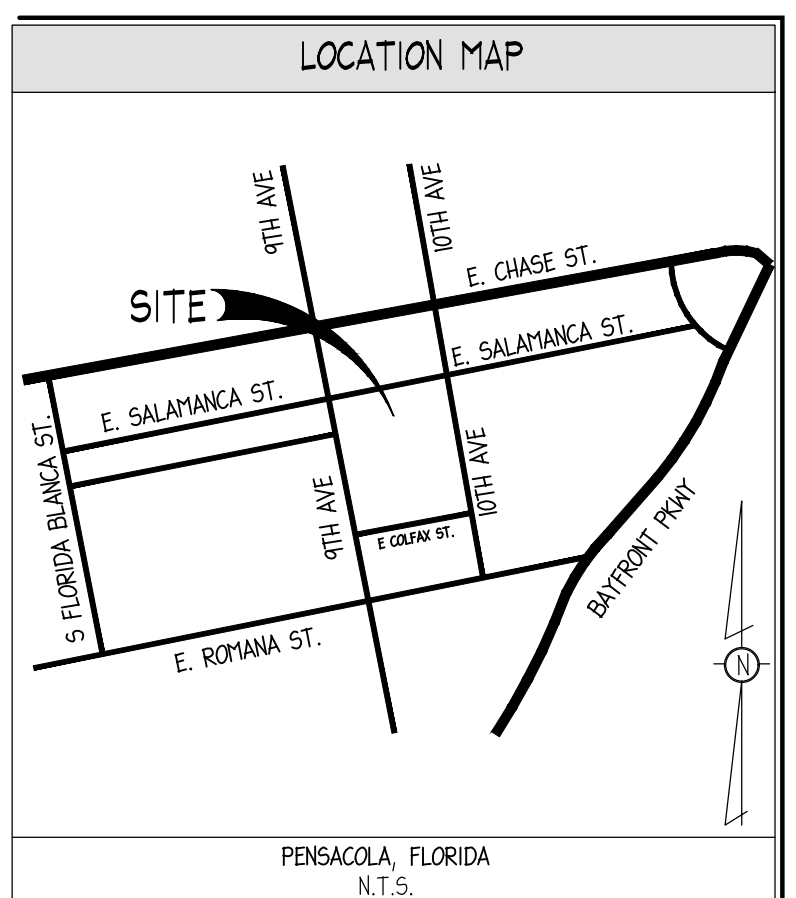 LOCATION MAP
9TH AVE
10TH AVE
E. CHASE ST.
SITE
E. SALAMANCA ST.
E. SALAMANCA ST.
S FLORIDA BLANCA ST.
9TH AVE
10TH AVE
E COLFAX ST.
BAYFRONT PKWY
E. ROMANA ST.
N
PENSACOLA, FLORIDA
N.T.S.